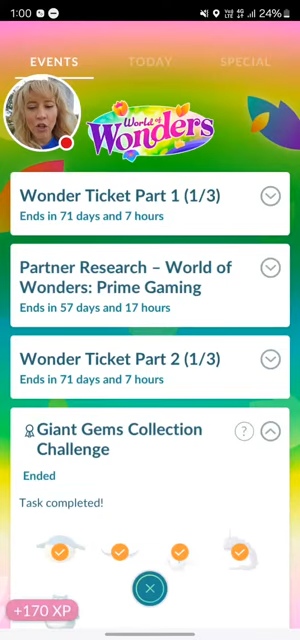 1:00
Vo))
LTE
4G
24%
EVENTS
TODAY
SPECIAL
World of
Wonders
Wonder Ticket Part 1 (1/3)
Ends in 71 days and 7 hours
Partner Research – World of
Wonders: Prime Gaming
Ends in 57 days and 17 hours
Wonder Ticket Part 2 (1/3)
Ends in 71 days and 7 hours
Giant Gems Collection
Challenge
?
Ended
Task completed!
+170 XP